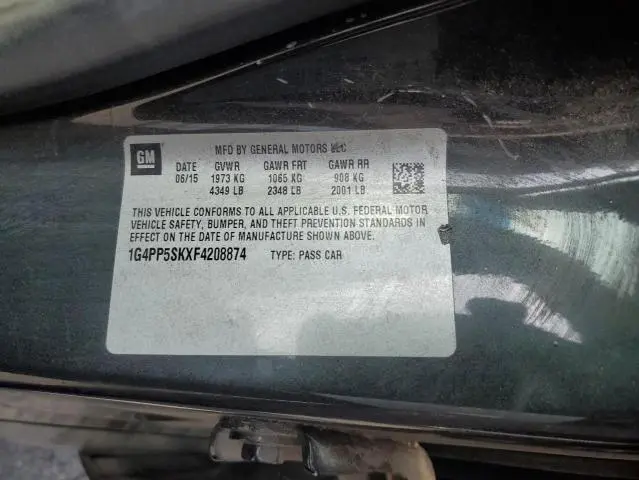 GM
MFD BY GENERAL MOTORS LLC
DATE GVWR GAWR FRT GAWR RR
06/15 1973 KG 1065 KG 908 KG
4349 LB 2348 LB 2001 LB
THIS VEHICLE CONFORMS TO ALL APPLICABLE U.S. FEDERAL MOTOR
VEHICLE SAFETY, BUMPER, AND THEFT PREVENTION STANDARDS IN
EFFECT ON THE DATE OF MANUFACTURE SHOWN ABOVE.
1G4PP5SKXF4208874 TYPE: PASS CAR